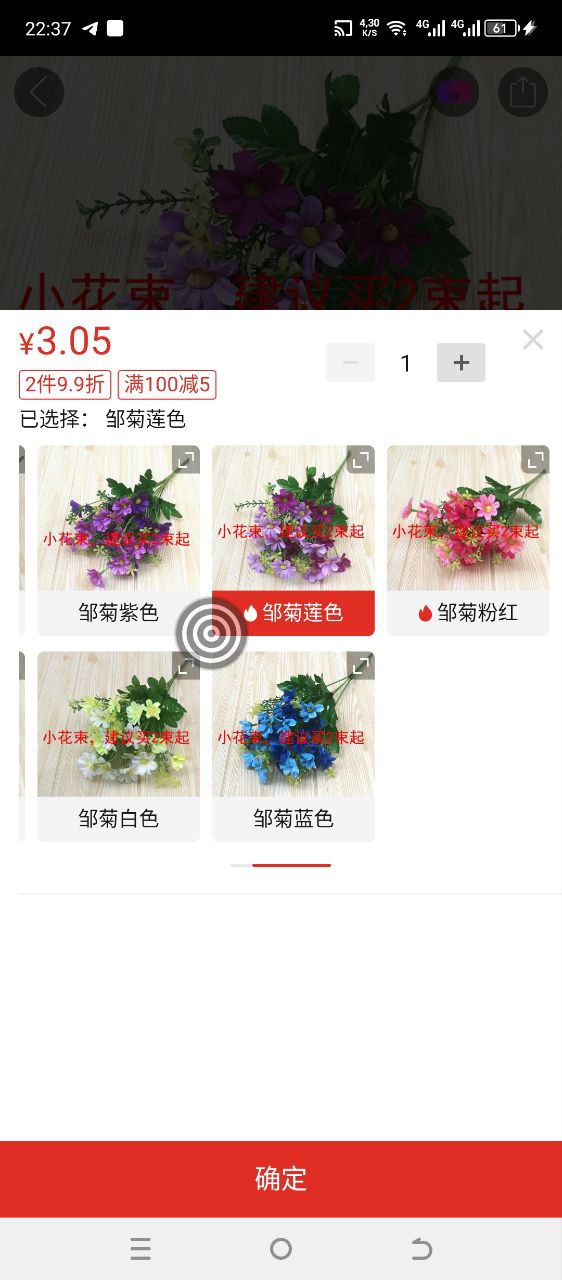 22:37
4,30
K/S
4G
4G
61
小花束，建议买2束起
¥3.05
1
2件9.9折
满100减5
已选择： 邹菊莲色
小花束，建议买2束起
小花束，建议买2束起
小花束，建议买2束起
邹菊紫色
邹菊莲色
邹菊粉红
小花束，建议买2束起
小花束，建议买2束起
邹菊白色
邹菊蓝色
确定